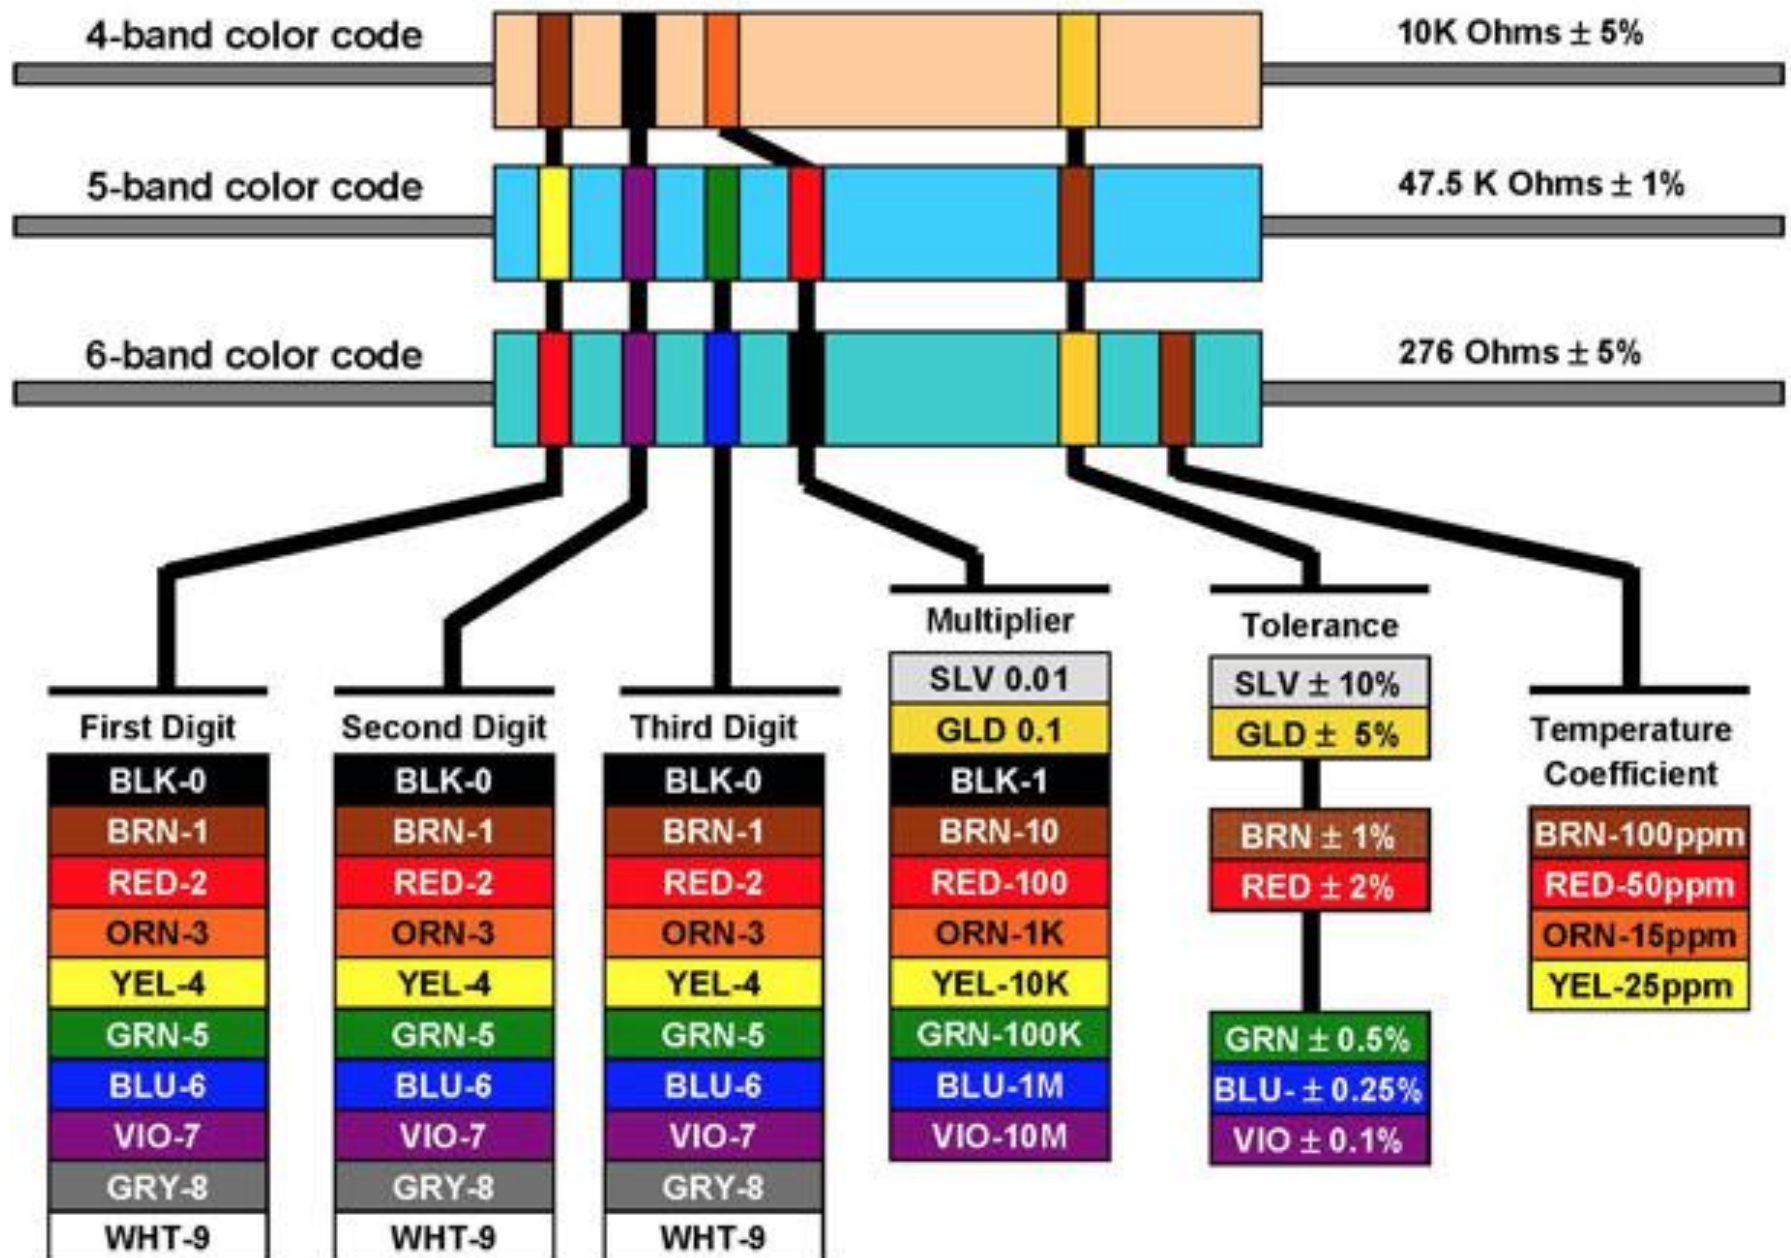 4-band color code
10K Ohms ± 5%
5-band color code
47.5 K Ohms ± 1%
6-band color code
276 Ohms ± 5%
First Digit
BLK-0
BRN-1
RED-2
ORN-3
YEL-4
GRN-5
BLU-6
VIO-7
GRY-8
WHT-9
Second Digit
BLK-0
BRN-1
RED-2
ORN-3
YEL-4
GRN-5
BLU-6
VIO-7
GRY-8
WHT-9
Third Digit
BLK-0
BRN-1
RED-2
ORN-3
YEL-4
GRN-5
BLU-6
VIO-7
GRY-8
WHT-9
Multiplier
SLV 0.01
GLD 0.1
BLK-1
BRN-10
RED-100
ORN-1K
YEL-10K
GRN-100K
BLU-1M
VIO-10M
Tolerance
SLV ± 10%
GLD ± 5%
BRN ± 1%
RED ± 2%
GRN ± 0.5%
BLU- ± 0.25%
VIO ± 0.1%
Temperature
Coefficient
BRN-100ppm
RED-50ppm
ORN-15ppm
YEL-25ppm